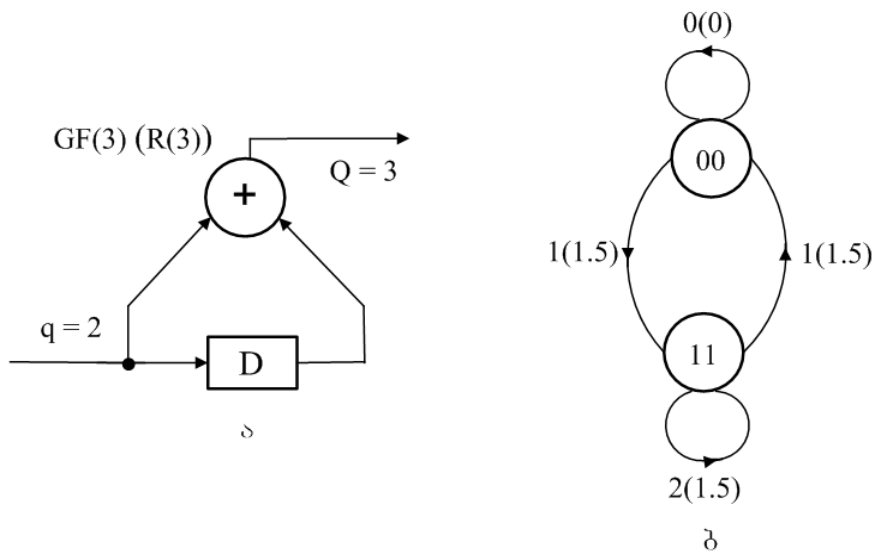 GF(3) (R(3))
+
Q = 3
q = 2
D
ა
0(0)
00
1(1.5)
1(1.5)
11
2(1.5)
ბ